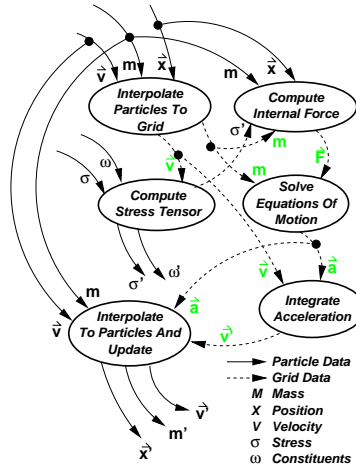 v⃗ m x⃗ m x⃗
Interpolate
Particles To
Grid
Compute
Internal Force
σ' m
v⃗ m F⃗
ω
σ
Compute
Stress Tensor
Solve
Equations Of
Motion
σ' ω'
m a⃗ v⃗ a⃗
v⃗
Interpolate
To Particles And
Update
Integrate
Acceleration
v⃗'
v⃗'
m'
x⃗'
Particle Data
Grid Data
M Mass
X Position
V Velocity
σ Stress
ω Constituents